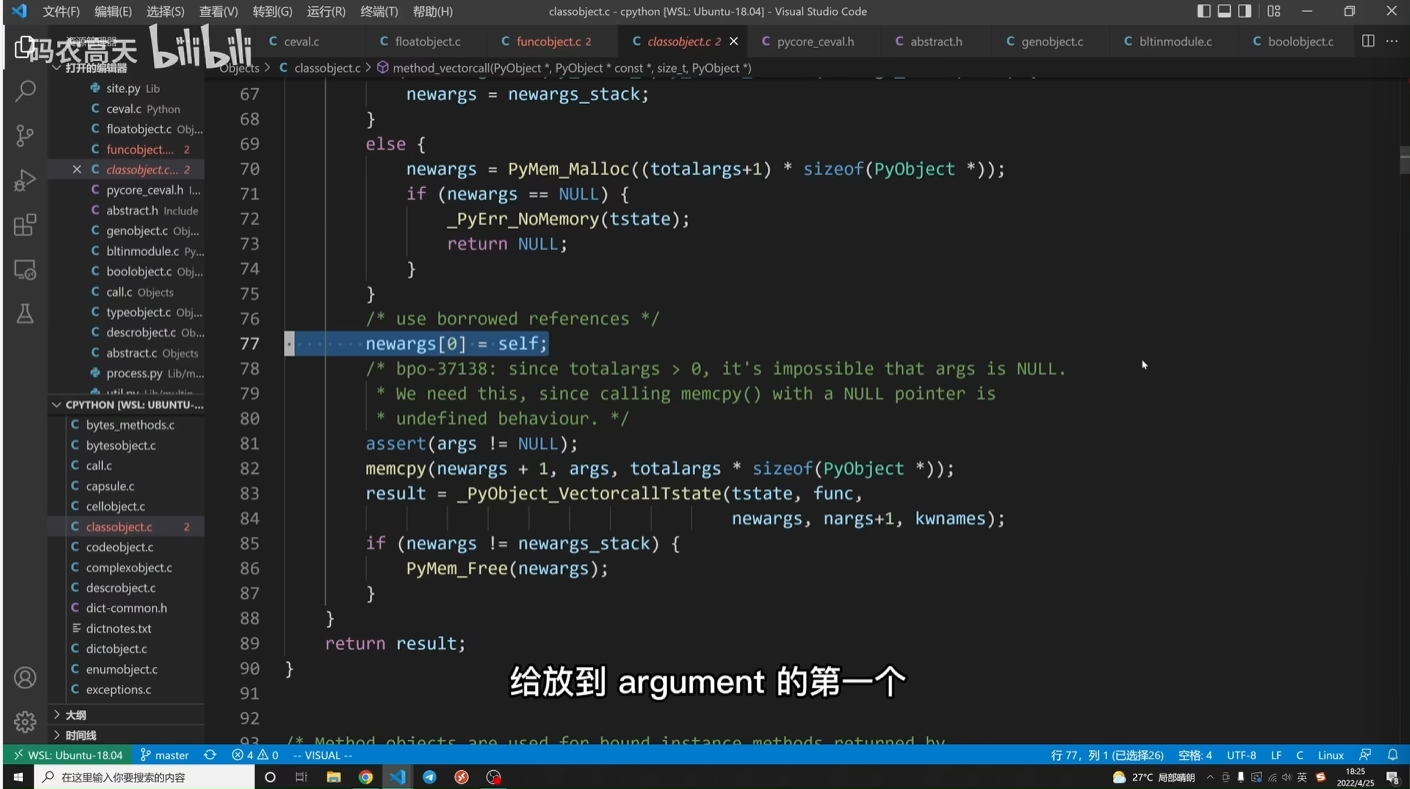 文件(F) 编辑(E) 选择(S) 查看(V) 转到(G) 运行(R) 终端(T) 帮助(H) classobject.c - cpython [WSL: Ubuntu-18.04] - Visual Studio Code
码农高天 bilibili
ceval.c floatobject.c funcobject.c 2 classobject.c 2 pycore_ceval.h abstract.h genobject.c bltinmodule.c boolobject.c
打开的编辑器
Objects > classobject.c > method_vectorcall(PyObject *, PyObject * const *, size_t, PyObject *)
site.py Lib
ceval.c Python
floatobject.c Obj...
funcobject.... 2
classobject.c... 2
pycore_ceval.h I...
abstract.h Include
genobject.c Obj...
bltinmodule.c Py...
boolobject.c Obj...
call.c Objects
typeobject.c Obj...
descrobject.c Ob...
abstract.c Objects
process.py Lib/m...
CPYTHON [WSL: UBUNTU-...
bytes_methods.c
bytesobject.c
call.c
capsule.c
cellobject.c
classobject.c 2
codeobject.c
complexobject.c
descrobject.c
dict-common.h
dictnotes.txt
dictobject.c
enumobject.c
exceptions.c
大纲
时间线
67 newargs = newargs_stack;
68 }
69 else {
70 newargs = PyMem_Malloc((totalargs+1) * sizeof(PyObject *));
71 if (newargs == NULL) {
72 _PyErr_NoMemory(tstate);
73 return NULL;
74 }
75 }
76 /* use borrowed references */
77 newargs[0] = self;
78 /* bpo-37138: since totalargs > 0, it's impossible that args is NULL.
79 * We need this, since calling memcpy() with a NULL pointer is
80 * undefined behaviour. */
81 assert(args != NULL);
82 memcpy(newargs + 1, args, totalargs * sizeof(PyObject *));
83 result = _PyObject_VectorcallTstate(tstate, func,
84 newargs, nargs+1, kwnames);
85 if (newargs != newargs_stack) {
86 PyMem_Free(newargs);
87 }
88 }
89 return result;
90 }
91
92
93 /* Method objects are used for bound instance methods returned by
给放到 argument 的第一个
WSL: Ubuntu-18.04 master 4 0 -- VISUAL -- 行 77，列 1 (已选择26) 空格: 4 UTF-8 LF C Linux
在这里输入你要搜索的内容 27°C 局部晴朗 英 18:25
2022/4/25